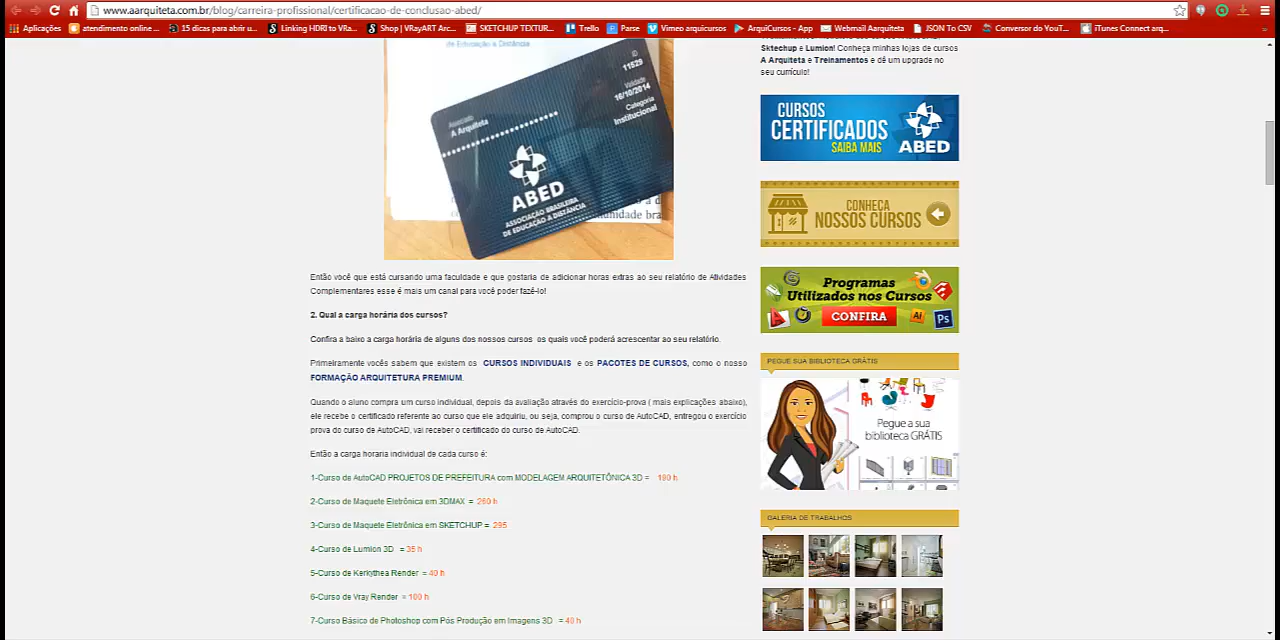 www.aarquiteta.com.br/blog/carreira-profissional/certificacao-de-conclusao-abed/
Aplicações
atendimento online ...
15 dicas para abrir u...
Linking HDRI to VRa...
Shop | VRayART Arc...
SKETCHUP TEXTUR...
Trello
Parse
Vimeo arquicursos
ArquiCursos - App
Webmail Aarquiteta
JSON To CSV
Conversor do YouT...
iTunes Connect arq...
de Educação a Distância
ID
11529
Validade
16/10/2014
Categoria
Institucional
Associado
A Arquiteta
ABED
ASSOCIAÇÃO BRASILEIRA
DE EDUCAÇÃO A DISTÂNCIA
munidade bra
Então você que está cursando uma faculdade e que gostaria de adicionar horas extras ao seu relatório de Atividades
Complementares esse é mais um canal para você poder fazê-lo!
2. Qual a carga horária dos cursos?
Confira a baixo a carga horária de alguns dos nossos cursos os quais você poderá acrescentar ao seu relatório.
Primeiramente vocês sabem que existem os CURSOS INDIVIDUAIS e os PACOTES DE CURSOS, como o nosso
FORMAÇÃO ARQUITETURA PREMIUM.
Quando o aluno compra um curso individual, depois da avaliação através do exercício-prova ( mais explicações abaixo),
ele recebe o certificado referente ao curso que ele adquiriu, ou seja, comprou o curso de AutoCAD, entregou o exercício
prova do curso de AutoCAD, vai receber o certificado do curso de AutoCAD.
Então a carga horaria individual de cada curso é:
1-Curso de AutoCAD PROJETOS DE PREFEITURA com MODELAGEM ARQUITETÔNICA 3D = 190 h
2-Curso de Maquete Eletrônica em 3DMAX = 260 h
3-Curso de Maquete Eletrônica em SKETCHUP = 295
4-Curso de Lumion 3D = 35 h
5-Curso de Kerkythea Render = 40 h
6-Curso de Vray Render = 100 h
7-Curso Básico de Photoshop com Pós Produção em Imagens 3D = 40 h
Sktechup e Lumion! Conheça minhas lojas de cursos
A Arquiteta e Treinamentos e dê um upgrade no
seu currículo!
CURSOS
CERTIFICADOS
SAIBA MAIS
ABED
CONHEÇA
NOSSOS CURSOS
Programas
Utilizados nos Cursos
CONFIRA
Ai
Ps
PEGUE SUA BIBLIOTECA GRÁTIS
Pegue a sua
biblioteca GRÁTIS
GALERIA DE TRABALHOS